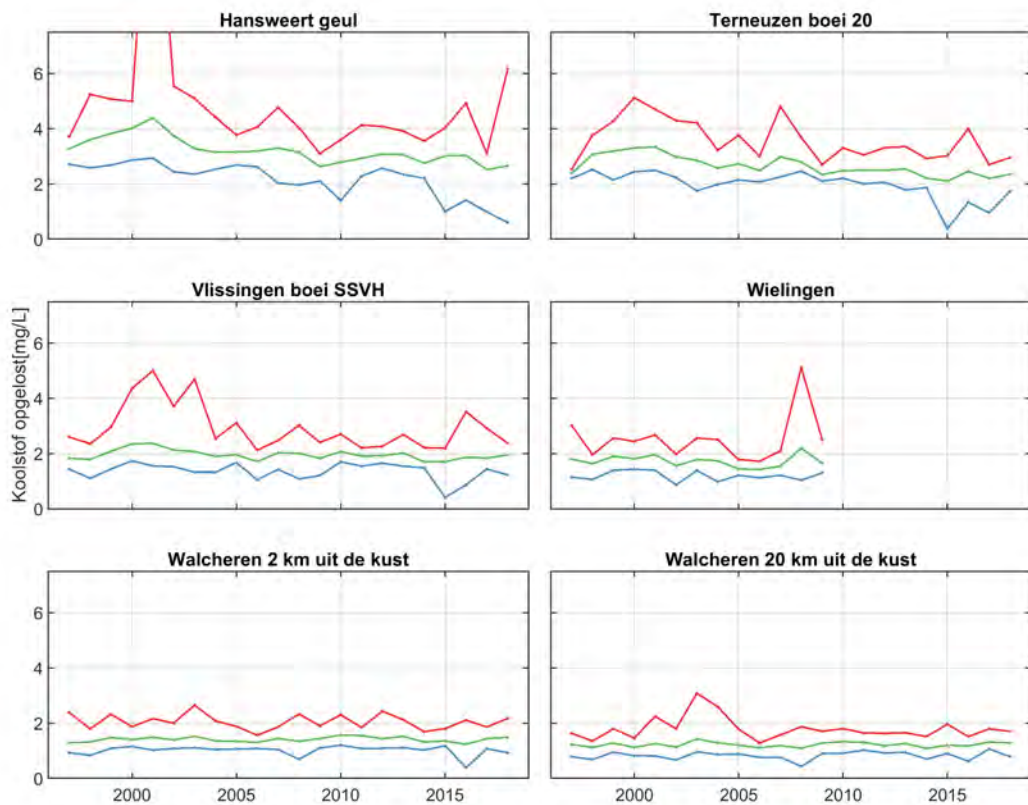 Hansweert geul
Terneuzen boei 20
6
4
2
0
Vlissingen boei SSVH
Wielingen
Koolstof opgelost[mg/L]
6
4
2
0
Walcheren 2 km uit de kust
Walcheren 20 km uit de kust
6
4
2
0
2000 2005 2010 2015
2000 2005 2010 2015